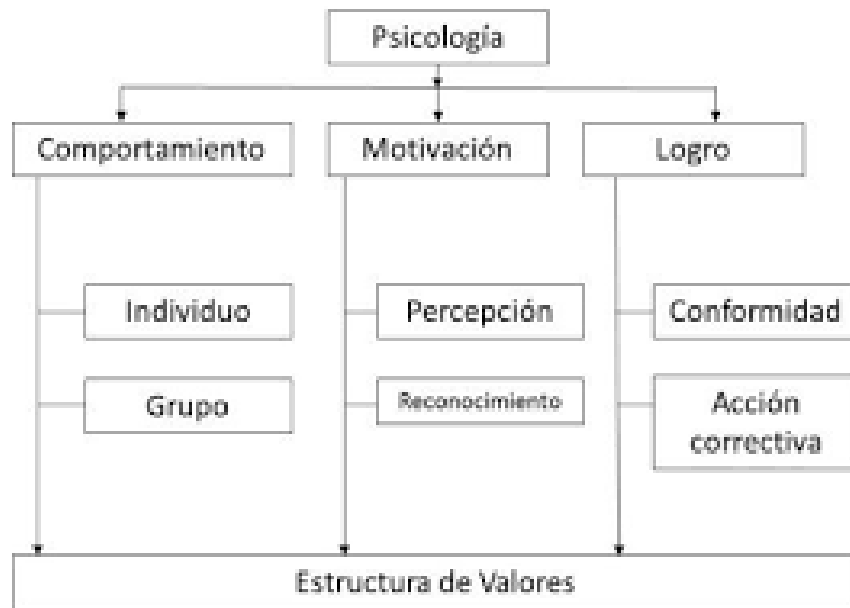 Psicología
Comportamiento
Motivación
Logro
Individuo
Percepción
Conformidad
Grupo
Reconocimiento
Acción
correctiva
Estructura de Valores